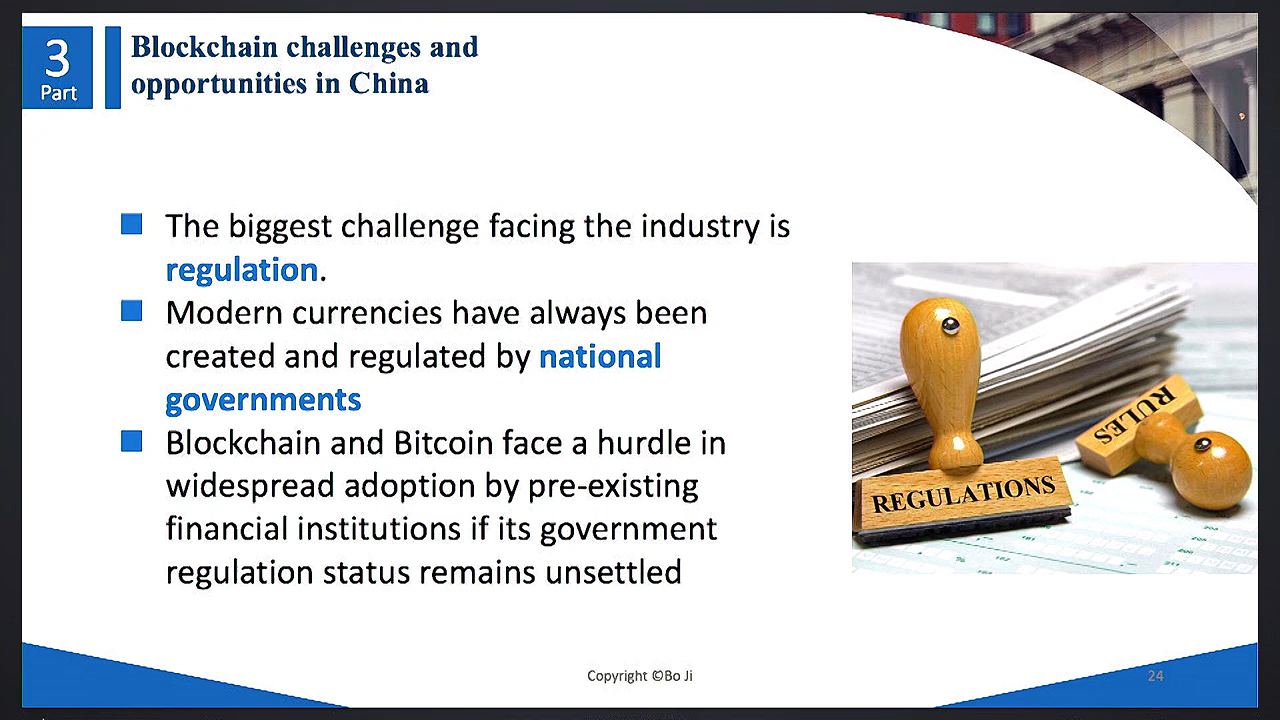 3
Part
Blockchain challenges and
opportunities in China
The biggest challenge facing the industry is
regulation.
Modern currencies have always been
created and regulated by national
governments
Blockchain and Bitcoin face a hurdle in
widespread adoption by pre-existing
financial institutions if its government
regulation status remains unsettled
RULES
REGULATIONS
Copyright ©Bo Ji
24